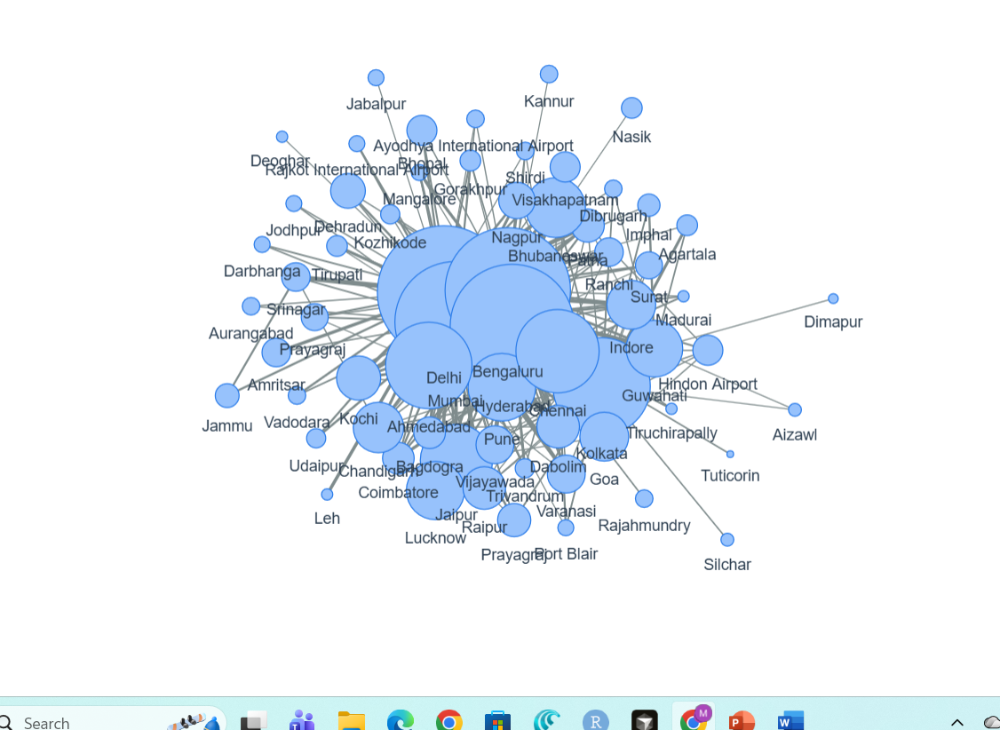 Jabalpur
Kannur
Nasik
Ayodhya International Airport
Deoghar
Bhopal
Rajkot International Airport
Shirdi
Gorakhpur
Mangalore
Visakhapatnam
Dibrugarh
Jodhpur
Dehradun
Kozhikode
Nagpur
Imphal
Bhubaneswar
Patna
Agartala
Darbhanga
Tirupati
Ranchi
Surat
Srinagar
Madurai
Dimapur
Aurangabad
Prayagraj
Indore
Amritsar
Delhi
Bengaluru
Hindon Airport
Guwahati
Mumbai
Hyderabad
Chennai
Jammu
Vadodara
Kochi
Ahmedabad
Pune
Tiruchirapally
Aizawl
Udaipur
Chandigarh
Bagdogra
Dabolim
Kolkata
Goa
Tuticorin
Coimbatore
Vijayawada
Trivandrum
Leh
Jaipur
Raipur
Varanasi
Rajahmundry
Lucknow
Prayagraj
Port Blair
Silchar
Search
M
T
R
P
W